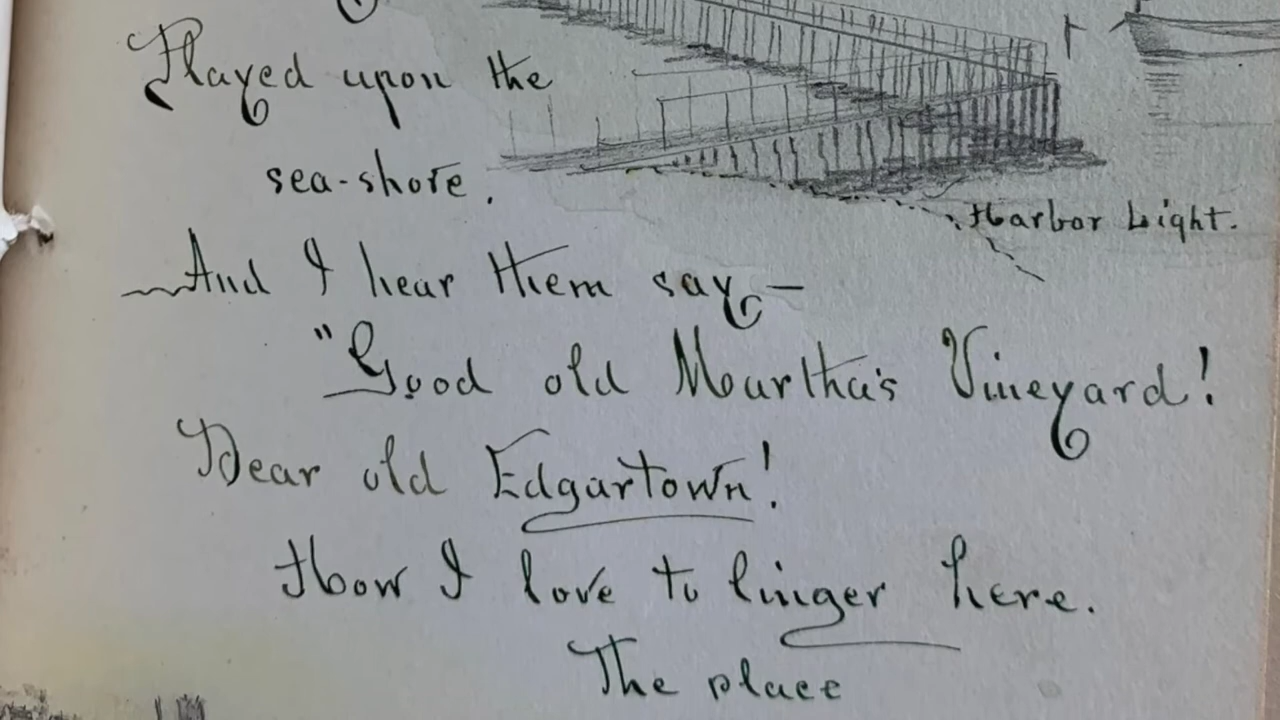 Played upon the
sea-shore.
Harbor Light.
And I hear them say, —
"Good old Martha's Vineyard!
Dear old Edgartown!
How I love to linger here.
The place